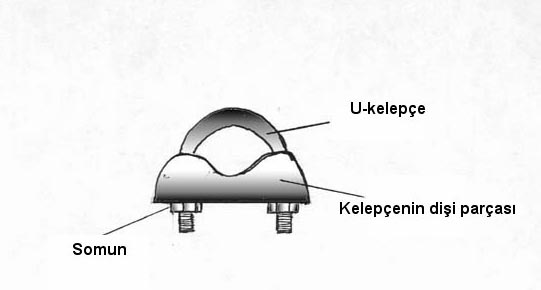 U-kelepçe
Kelepçenin dişi parçası
Somun